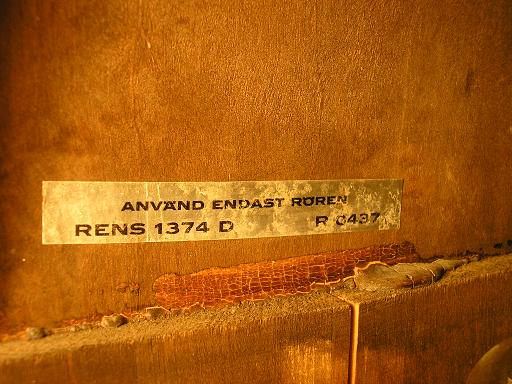 ANVÄND ENDAST RÖREN
RENS 1374 D R 0437